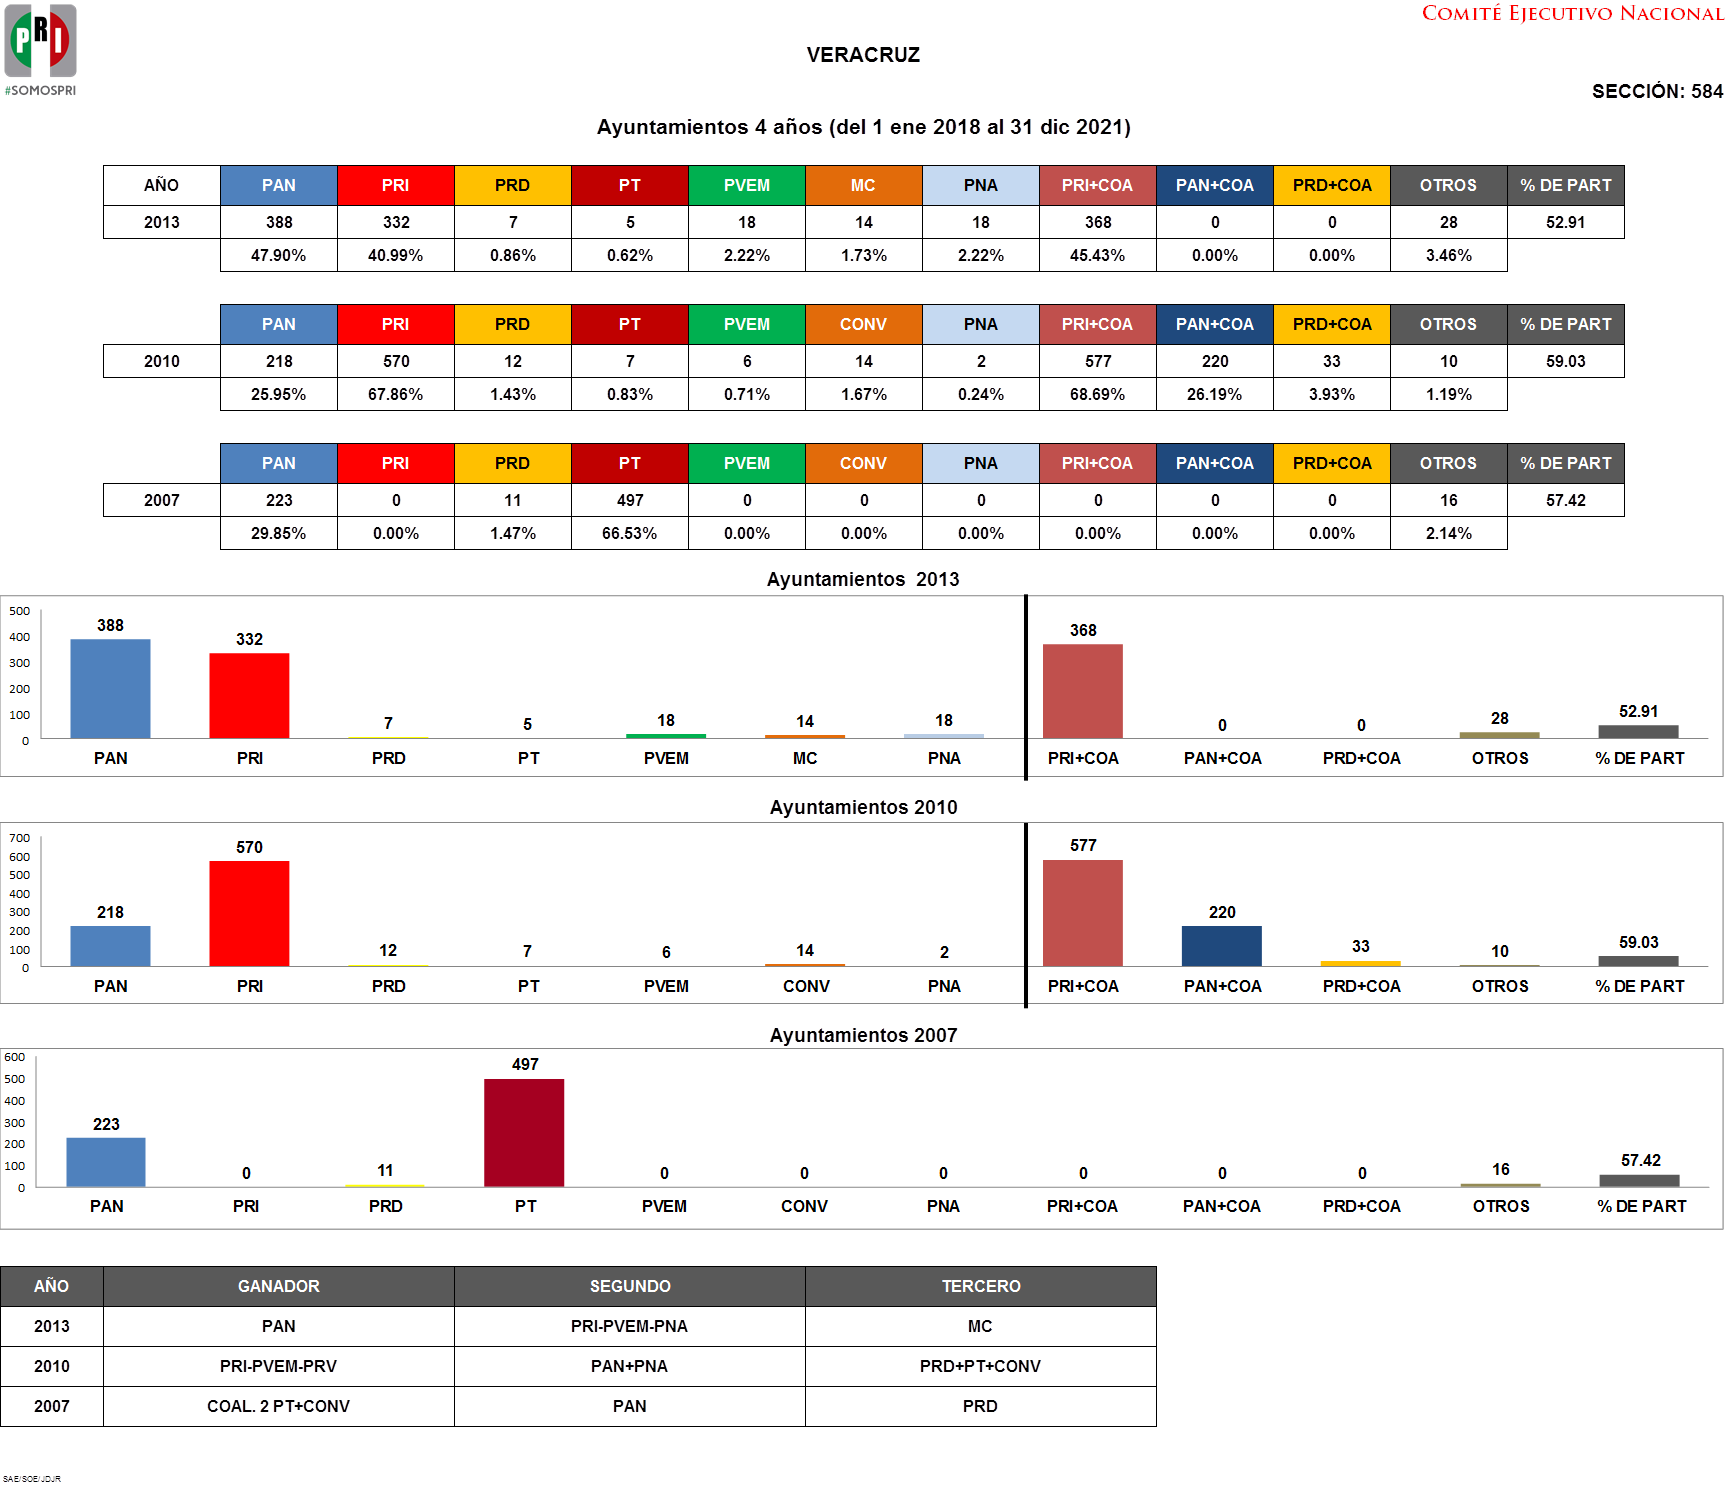 PRI
#SOMOSPRI
COMITÉ EJECUTIVO NACIONAL
VERACRUZ
SECCIÓN: 584
Ayuntamientos 4 años (del 1 ene 2018 al 31 dic 2021)
AÑO PAN PRI PRD PT PVEM MC PNA PRI+COA PAN+COA PRD+COA OTROS % DE PART
2013 388 332 7 5 18 14 18 368 0 0 28 52.91
47.90% 40.99% 0.86% 0.62% 2.22% 1.73% 2.22% 45.43% 0.00% 0.00% 3.46%
PAN PRI PRD PT PVEM CONV PNA PRI+COA PAN+COA PRD+COA OTROS % DE PART
2010 218 570 12 7 6 14 2 577 220 33 10 59.03
25.95% 67.86% 1.43% 0.83% 0.71% 1.67% 0.24% 68.69% 26.19% 3.93% 1.19%
PAN PRI PRD PT PVEM CONV PNA PRI+COA PAN+COA PRD+COA OTROS % DE PART
2007 223 0 11 497 0 0 0 0 0 0 16 57.42
29.85% 0.00% 1.47% 66.53% 0.00% 0.00% 0.00% 0.00% 0.00% 0.00% 2.14%
Ayuntamientos  2013
500
400
300
200
100
0
388 332 7 5 18 14 18 368 0 0 28 52.91
PAN PRI PRD PT PVEM MC PNA PRI+COA PAN+COA PRD+COA OTROS % DE PART
Ayuntamientos 2010
700
600
500
400
300
200
100
0
218 570 12 7 6 14 2 577 220 33 10 59.03
PAN PRI PRD PT PVEM CONV PNA PRI+COA PAN+COA PRD+COA OTROS % DE PART
Ayuntamientos 2007
600
500
400
300
200
100
0
223 0 11 497 0 0 0 0 0 0 16 57.42
PAN PRI PRD PT PVEM CONV PNA PRI+COA PAN+COA PRD+COA OTROS % DE PART
AÑO GANADOR SEGUNDO TERCERO
2013 PAN PRI-PVEM-PNA MC
2010 PRI-PVEM-PRV PAN+PNA PRD+PT+CONV
2007 COAL. 2 PT+CONV PAN PRD
SAE/SOE/JDJR